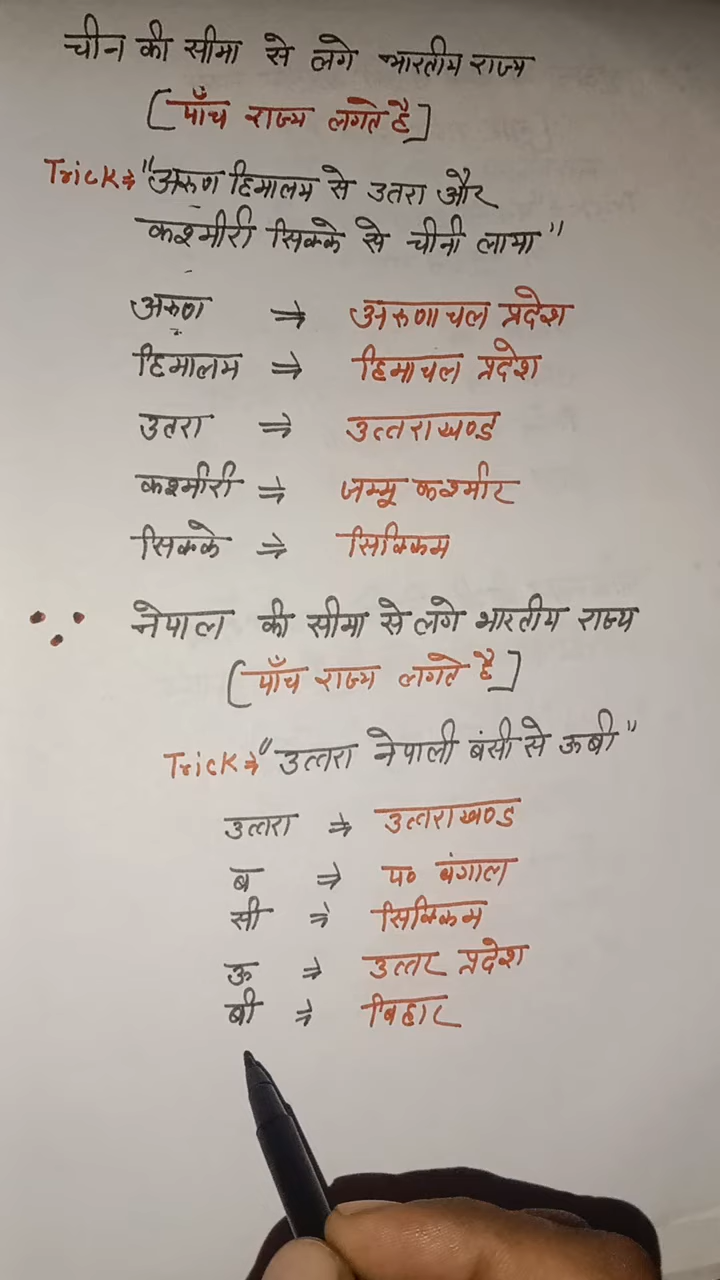 चीन की सीमा से लगे भारतीय राज्य
[पाँच राज्य लगते है]
Trick⇒ "अरुण हिमालय से उतरा और
कश्मीरी सिक्के से चीनी लाया"
अरुण ⇒ अरुणाचल प्रदेश
हिमालय ⇒ हिमाचल प्रदेश
उतरा ⇒ उत्तराखण्ड
कश्मीरी ⇒ जम्मू कश्मीर
सिक्के ⇒ सिक्किम
नेपाल की सीमा से लगे भारतीय राज्य
[पाँच राज्य लगते है]
Trick⇒ "उत्तरा नेपाली बंसी से ऊबी"
उत्तरा ⇒ उत्तराखण्ड
ब ⇒ प० बंगाल
सी ⇒ सिक्किम
ऊ ⇒ उत्तर प्रदेश
बी ⇒ बिहार